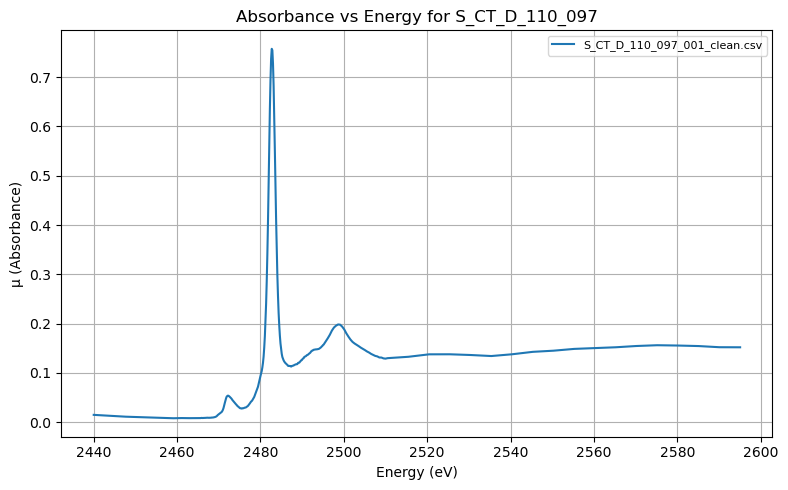 Absorbance vs Energy for S_CT_D_110_097
S_CT_D_110_097_001_clean.csv
μ (Absorbance)
0.7
0.6
0.5
0.4
0.3
0.2
0.1
0.0
2440 2460 2480 2500 2520 2540 2560 2580 2600
Energy (eV)